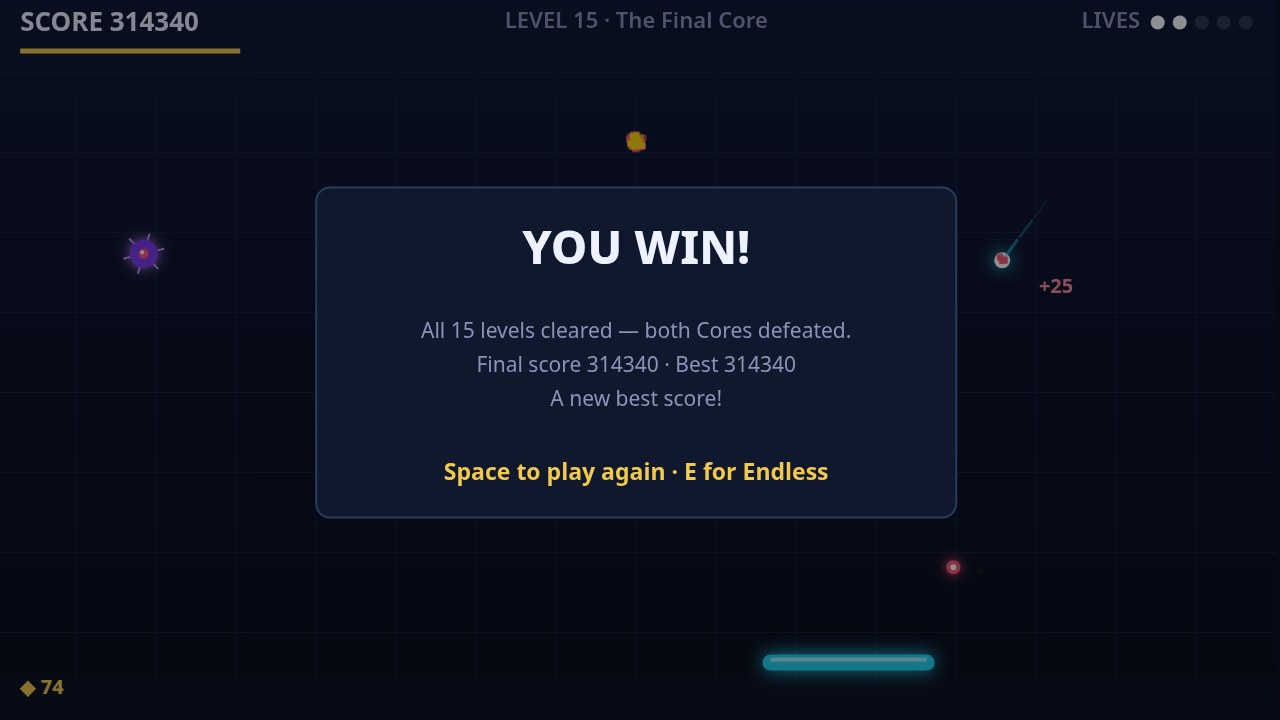 SCORE 314340
LEVEL 15 · The Final Core
LIVES
+25
YOU WIN!
All 15 levels cleared — both Cores defeated.
Final score 314340 · Best 314340
A new best score!
Space to play again · E for Endless
74